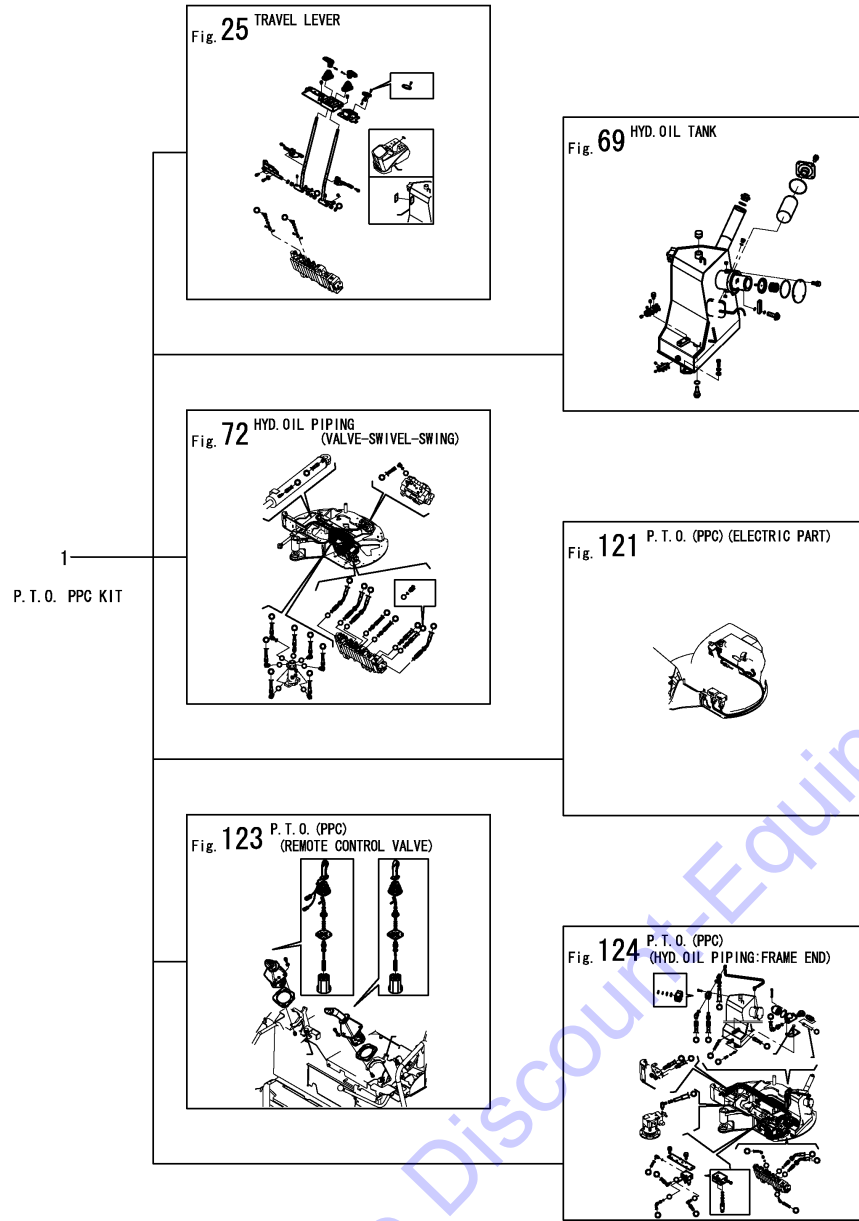 Fig. 25 TRAVEL LEVER
Fig. 69 HYD. OIL TANK
Fig. 72 HYD. OIL PIPING
(VALVE-SWIVEL-SWING)
1
P. T. O. PPC KIT
Fig. 121 P. T. O. (PPC) (ELECTRIC PART)
Fig. 123 P. T. O. (PPC)
(REMOTE CONTROL VALVE)
Fig. 124 P. T. O. (PPC)
(HYD. OIL PIPING:FRAME END)
Discount-Equip